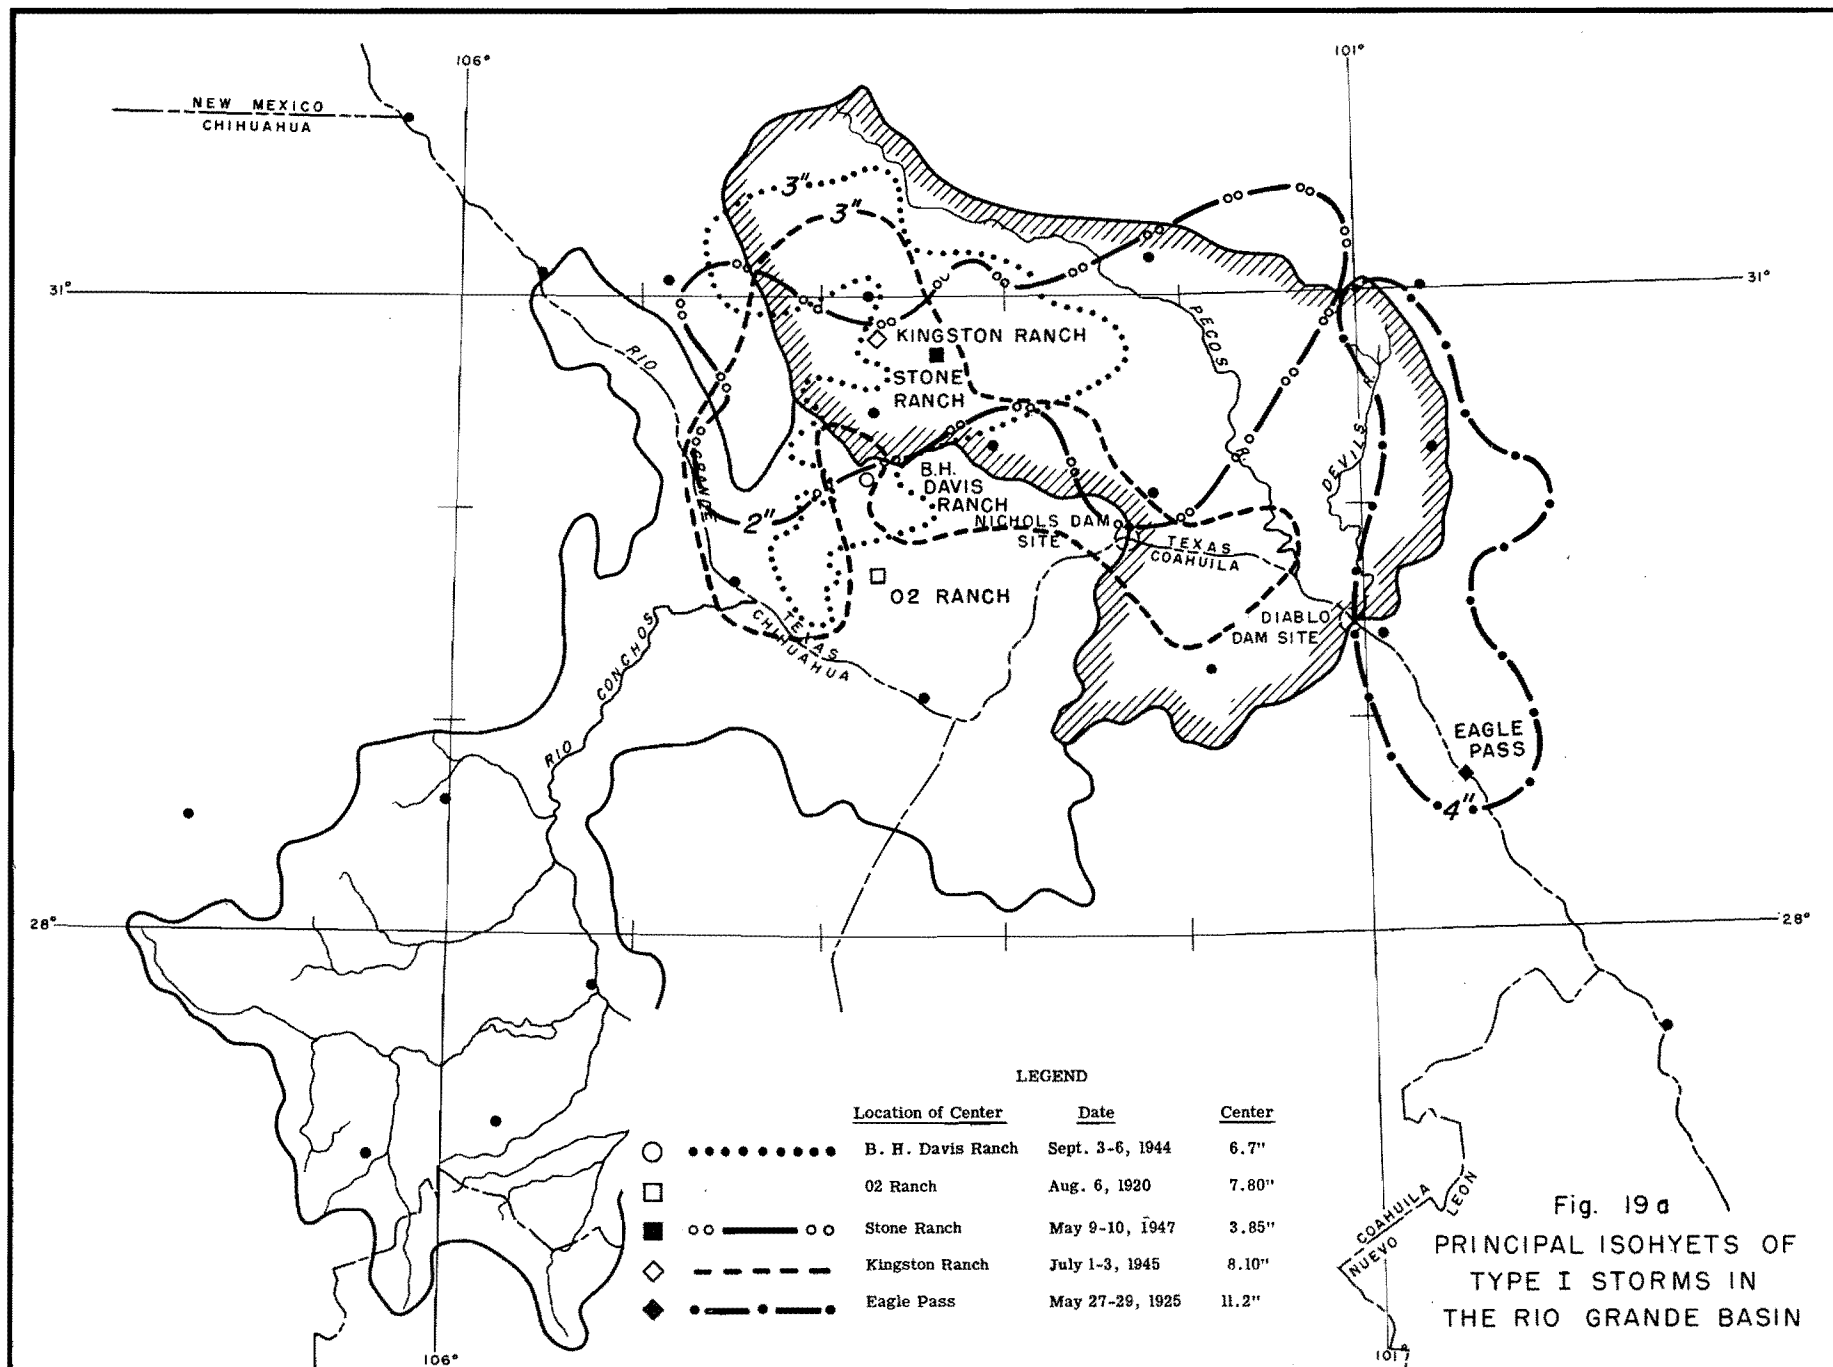 106°
101°
NEW MEXICO
CHIHUAHUA
3"
3"
31°
31°
RIO
GRANDE
PECOS
R.
KINGSTON RANCH
STONE
RANCH
DEVILS
R.
B.H.
DAVIS
RANCH
2"
NICHOLS DAM
SITE
TEXAS
COAHUILA
O2 RANCH
TEXAS
CHIHUAHUA
DIABLO
DAM SITE
RIO
CONCHOS
EAGLE
PASS
4"
28°
28°
LEGEND
Location of Center Date Center
B. H. Davis Ranch Sept. 3-6, 1944 6.7"
02 Ranch Aug. 6, 1920 7.80"
Stone Ranch May 9-10, 1947 3.85"
Kingston Ranch July 1-3, 1945 8.10"
Eagle Pass May 27-29, 1925 11.2"
COAHUILA
NUEVO
LEON
Fig. 19a
PRINCIPAL ISOHYETS OF
TYPE I STORMS IN
THE RIO GRANDE BASIN
106°
101°